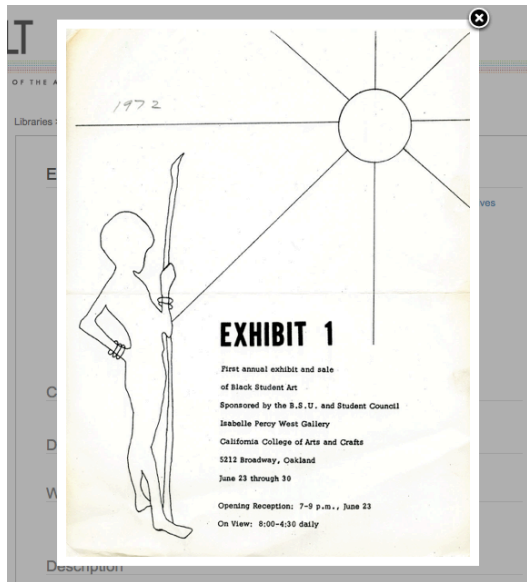 LT
OF THE A
Libraries
E
ves
1972
EXHIBIT 1
First annual exhibit and sale
of Black Student Art
Sponsored by the B.S.U. and Student Council
Isabelle Percy West Gallery
California College of Arts and Crafts
5212 Broadway, Oakland
June 23 through 30
Opening Reception: 7-9 p.m., June 23
On View: 8:00-4:30 daily
C
D
W
Description